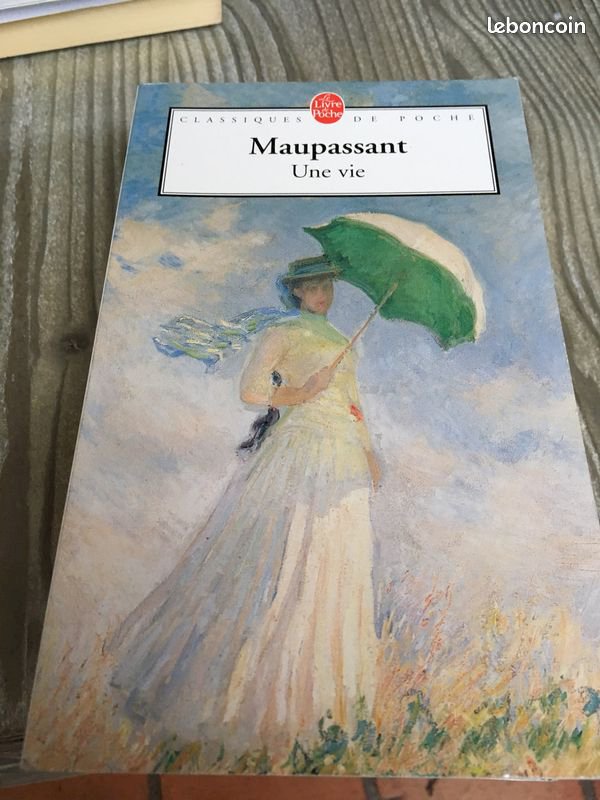 leboncoin
Le
Livre
de
Poche
CLASSIQUES DE POCHE
Maupassant
Une vie